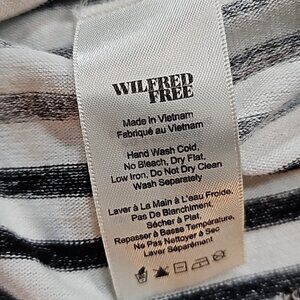 WILFRED
FREE
Made in Vietnam
Fabriqué au Vietnam
Hand Wash Cold,
No Bleach, Dry Flat,
Low Iron, Do Not Dry Clean
Wash Separately
Laver À La Main À L'eau Froide,
Pas De Blanchiment,
Sécher À Plat,
Repasser À Basse Température,
Ne Pas Nettoyer À Sec
Laver Séparément